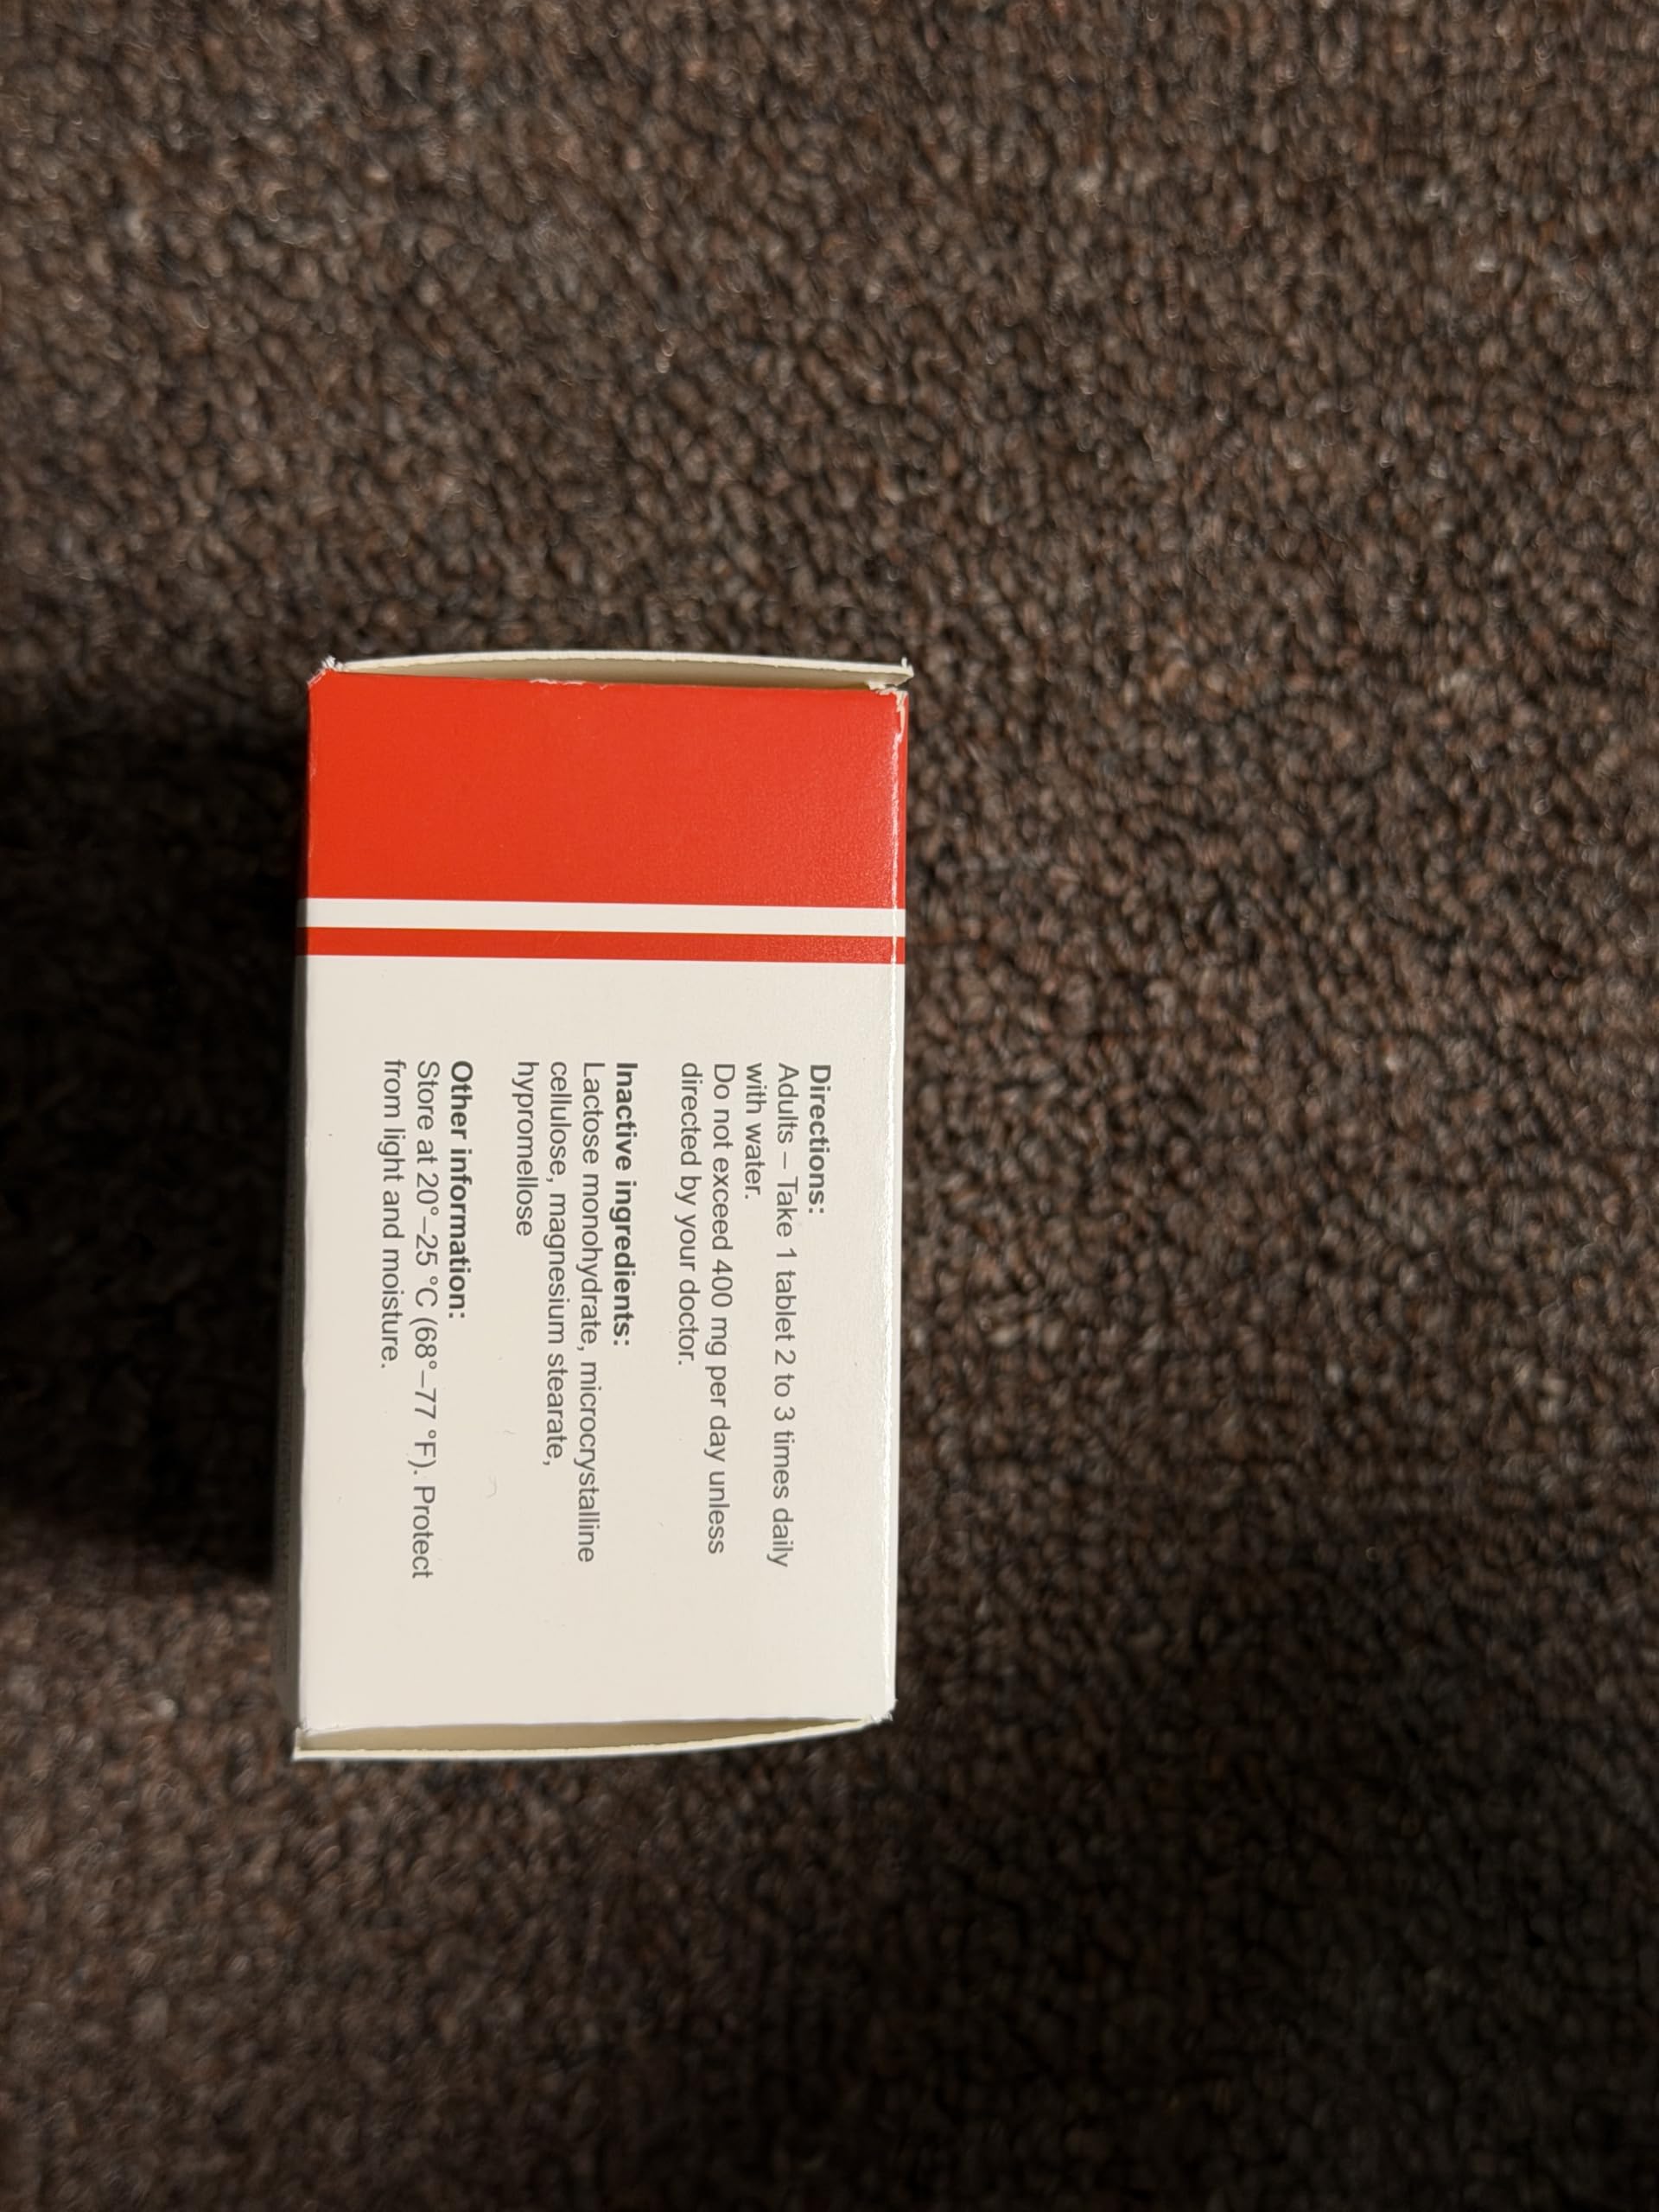 Directions:
Adults – Take 1 tablet 2 to 3 times daily
with water.
Do not exceed 400 mg per day unless
directed by your doctor.
Inactive ingredients:
Lactose monohydrate, microcrystalline
cellulose, magnesium stearate,
hypromellose
Other information:
Store at 20°–25 °C (68°–77 °F). Protect
from light and moisture.